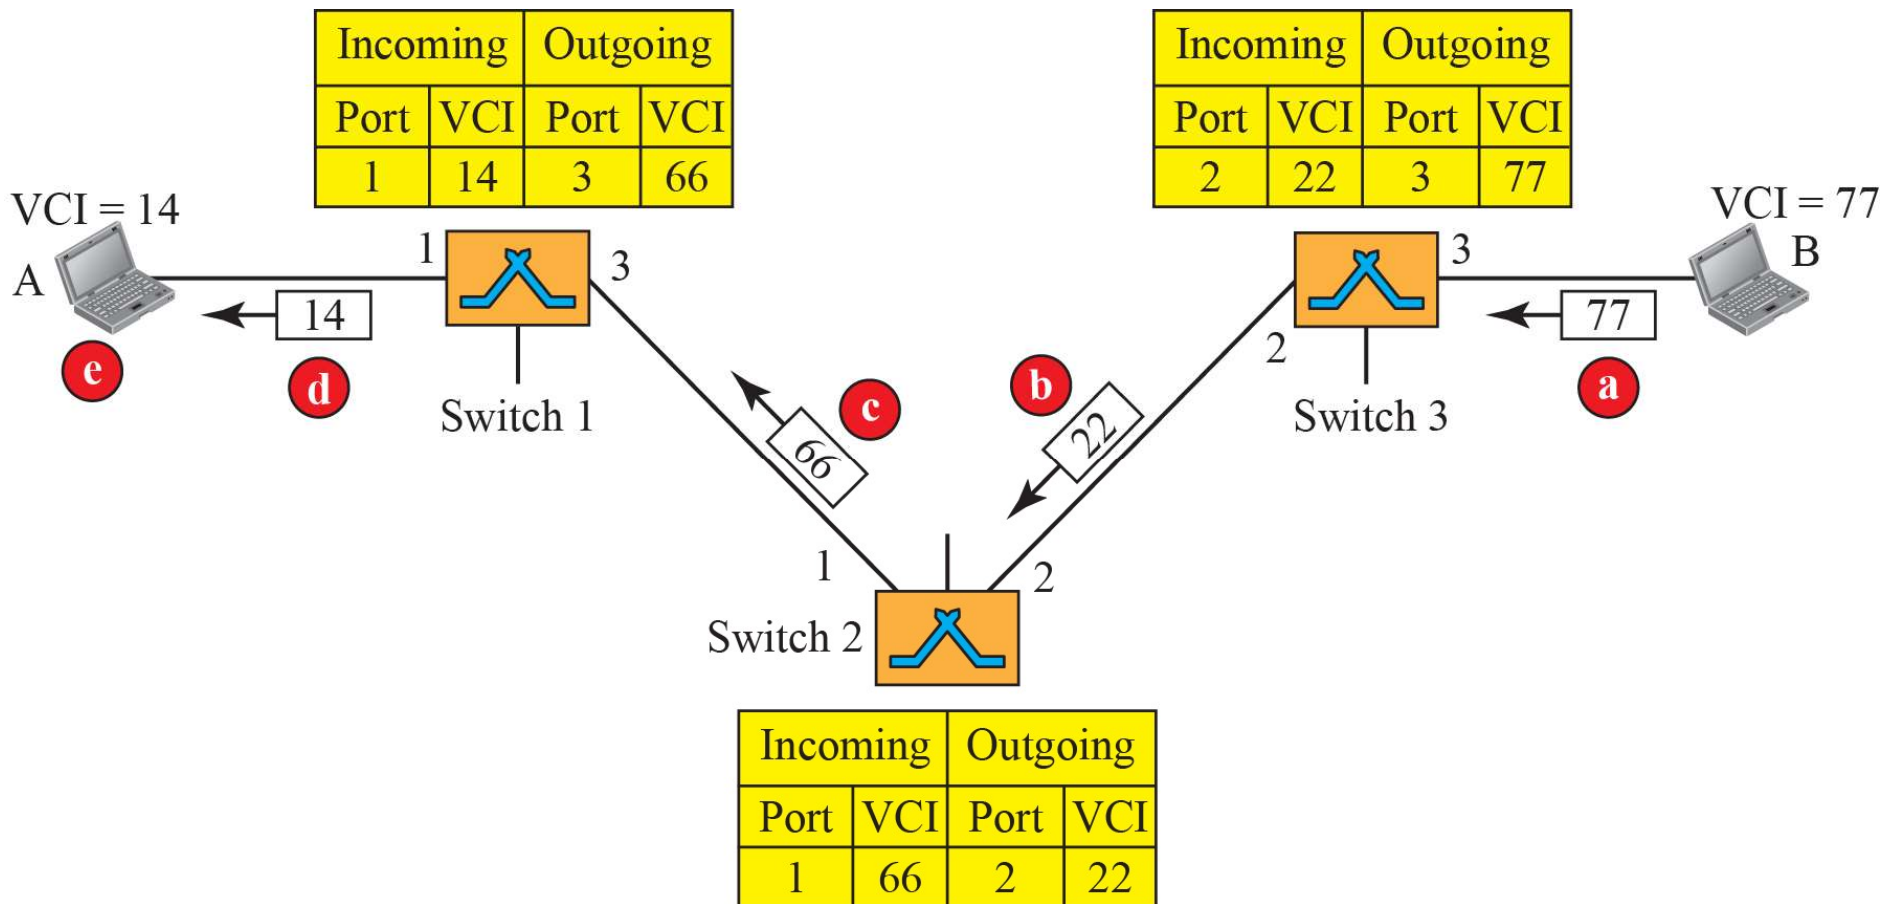 Incoming Outgoing
Port VCI Port VCI
1 14 3 66
Incoming Outgoing
Port VCI Port VCI
2 22 3 77
VCI = 14
A
1
3
14
e
d
Switch 1
VCI = 77
B
3
2
77
a
Switch 3
b
22
c
66
1
2
Switch 2
Incoming Outgoing
Port VCI Port VCI
1 66 2 22